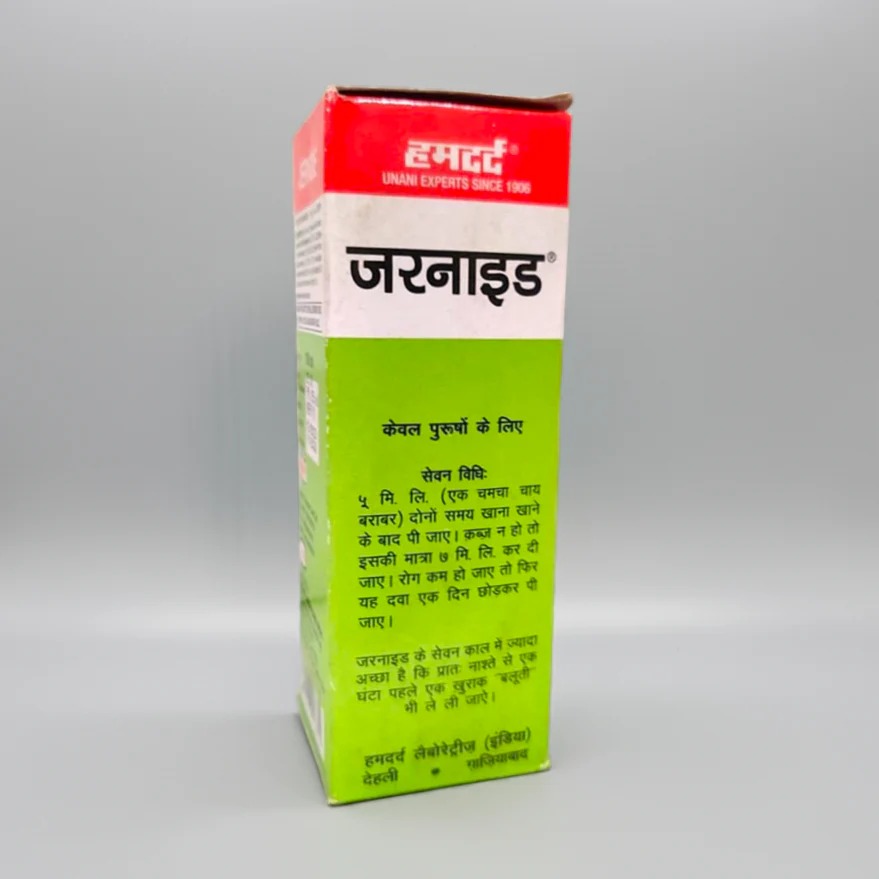 हमदर्द®
UNANI EXPERTS SINCE 1906
जरनाइड®
केवल पुरूषों के लिए
सेवन विधिः
५ मि. लि. (एक चमचा चाय
बराबर) दोनों समय खाना खाने
के बाद पी जाए। क़ब्ज़ न हो तो
इसकी मात्रा ७ मि. लि. कर दी
जाए। रोग कम हो जाए तो फिर
यह दवा एक दिन छोड़कर पी
जाए।
जरनाइड के सेवन काल में ज्यादा
अच्छा है कि प्रातः नाश्ते से एक
घंटा पहले एक खुराक "बलूती"
भी ले ली जाऐ।
हमदर्द लैबोरेट्रीज़ (इंडिया)
देहली • गाज़ियाबाद